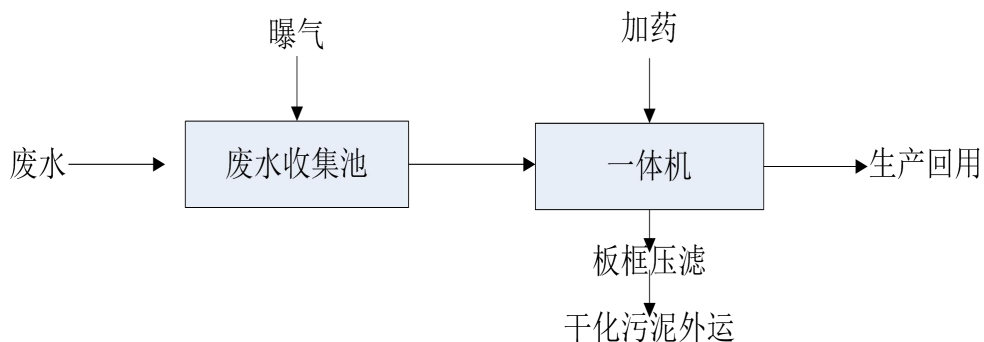 曝气
加药
废水
废水收集池
一体机
生产回用
板框压滤
干化污泥外运